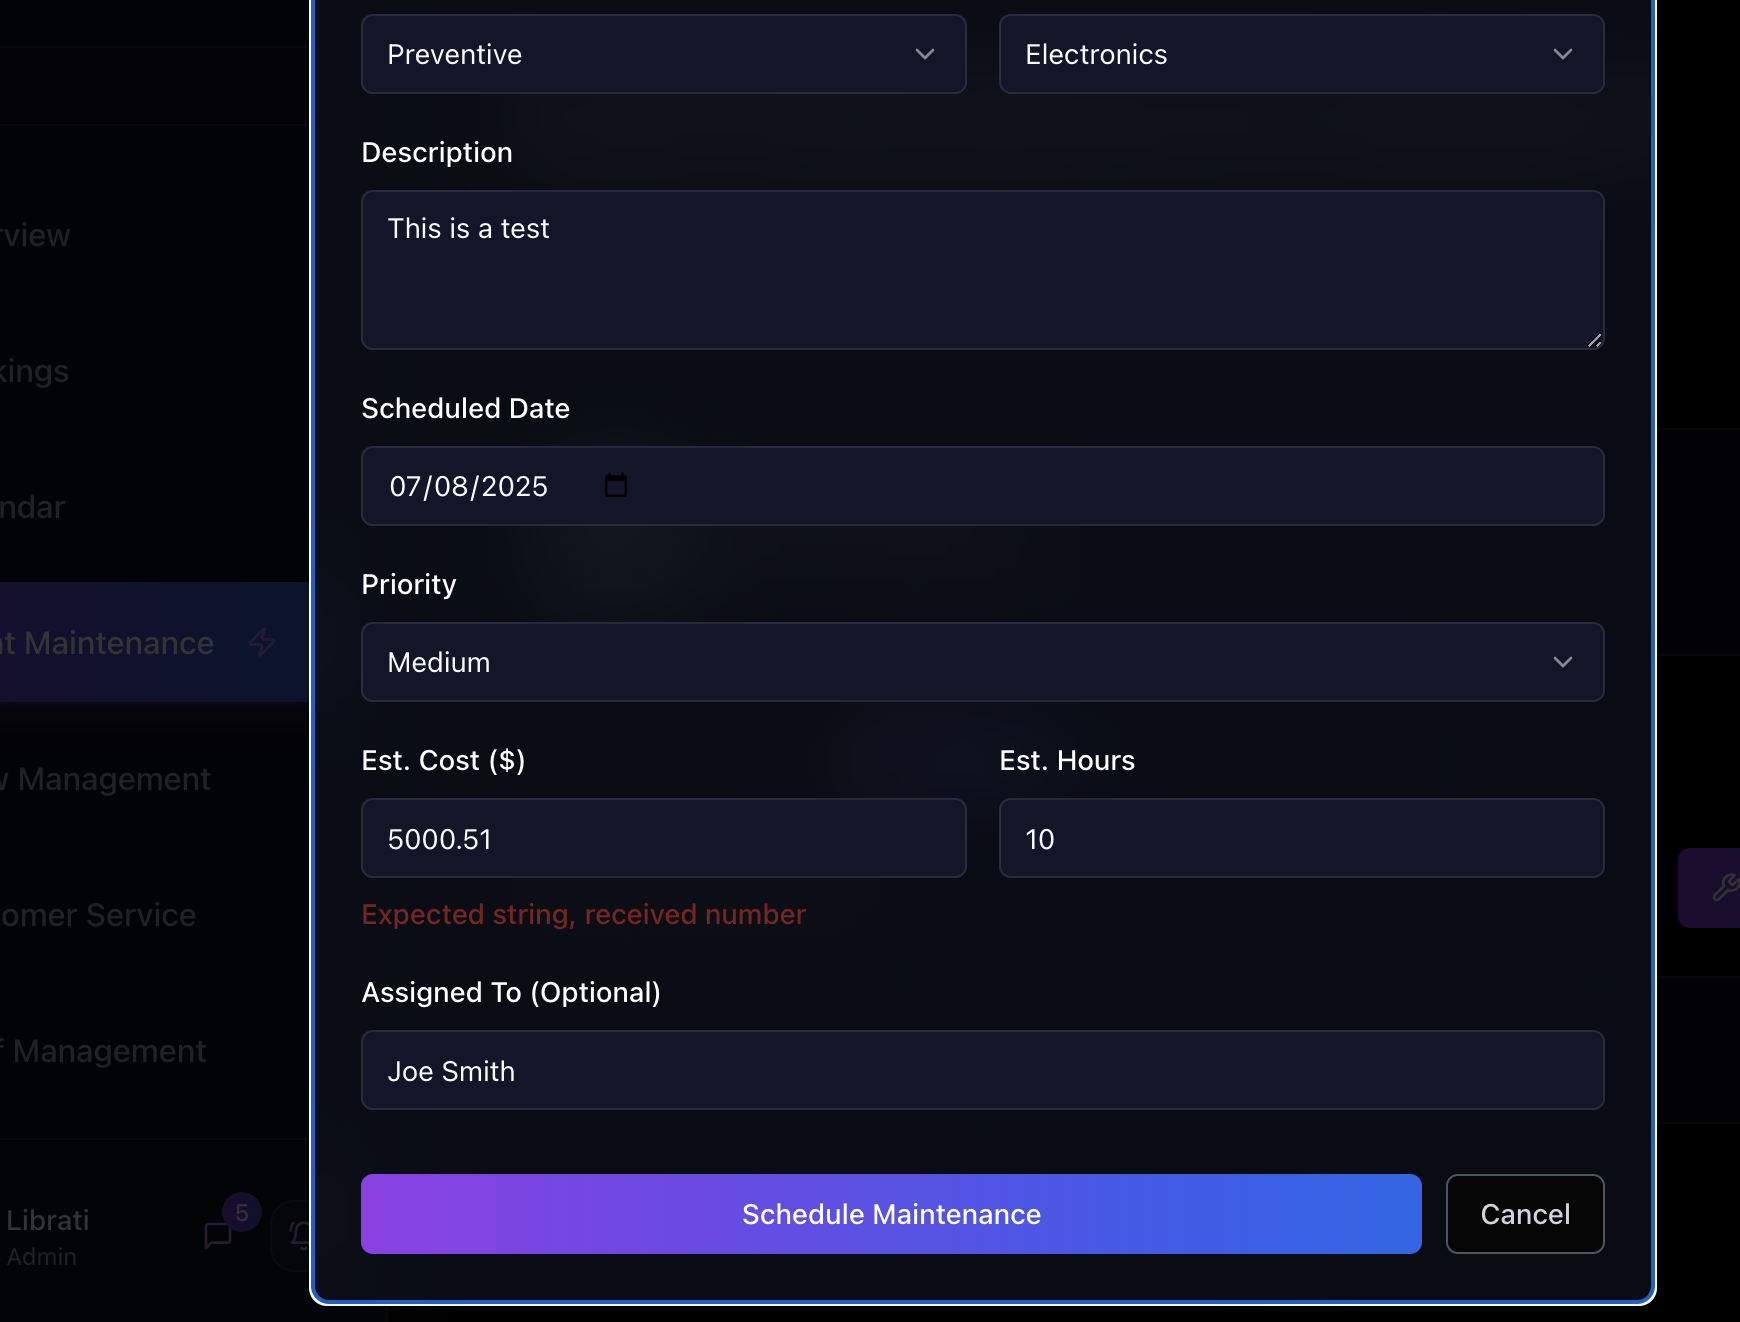 Preventive
Electronics
Description
This is a test
rview
kings
Scheduled Date
07/08/2025
ndar
Priority
t Maintenance
Medium
Est. Cost ($)
Est. Hours
Management
5000.51
10
omer Service
Expected string, received number
Assigned To (Optional)
Management
Joe Smith
Librati
Admin
5
Schedule Maintenance
Cancel